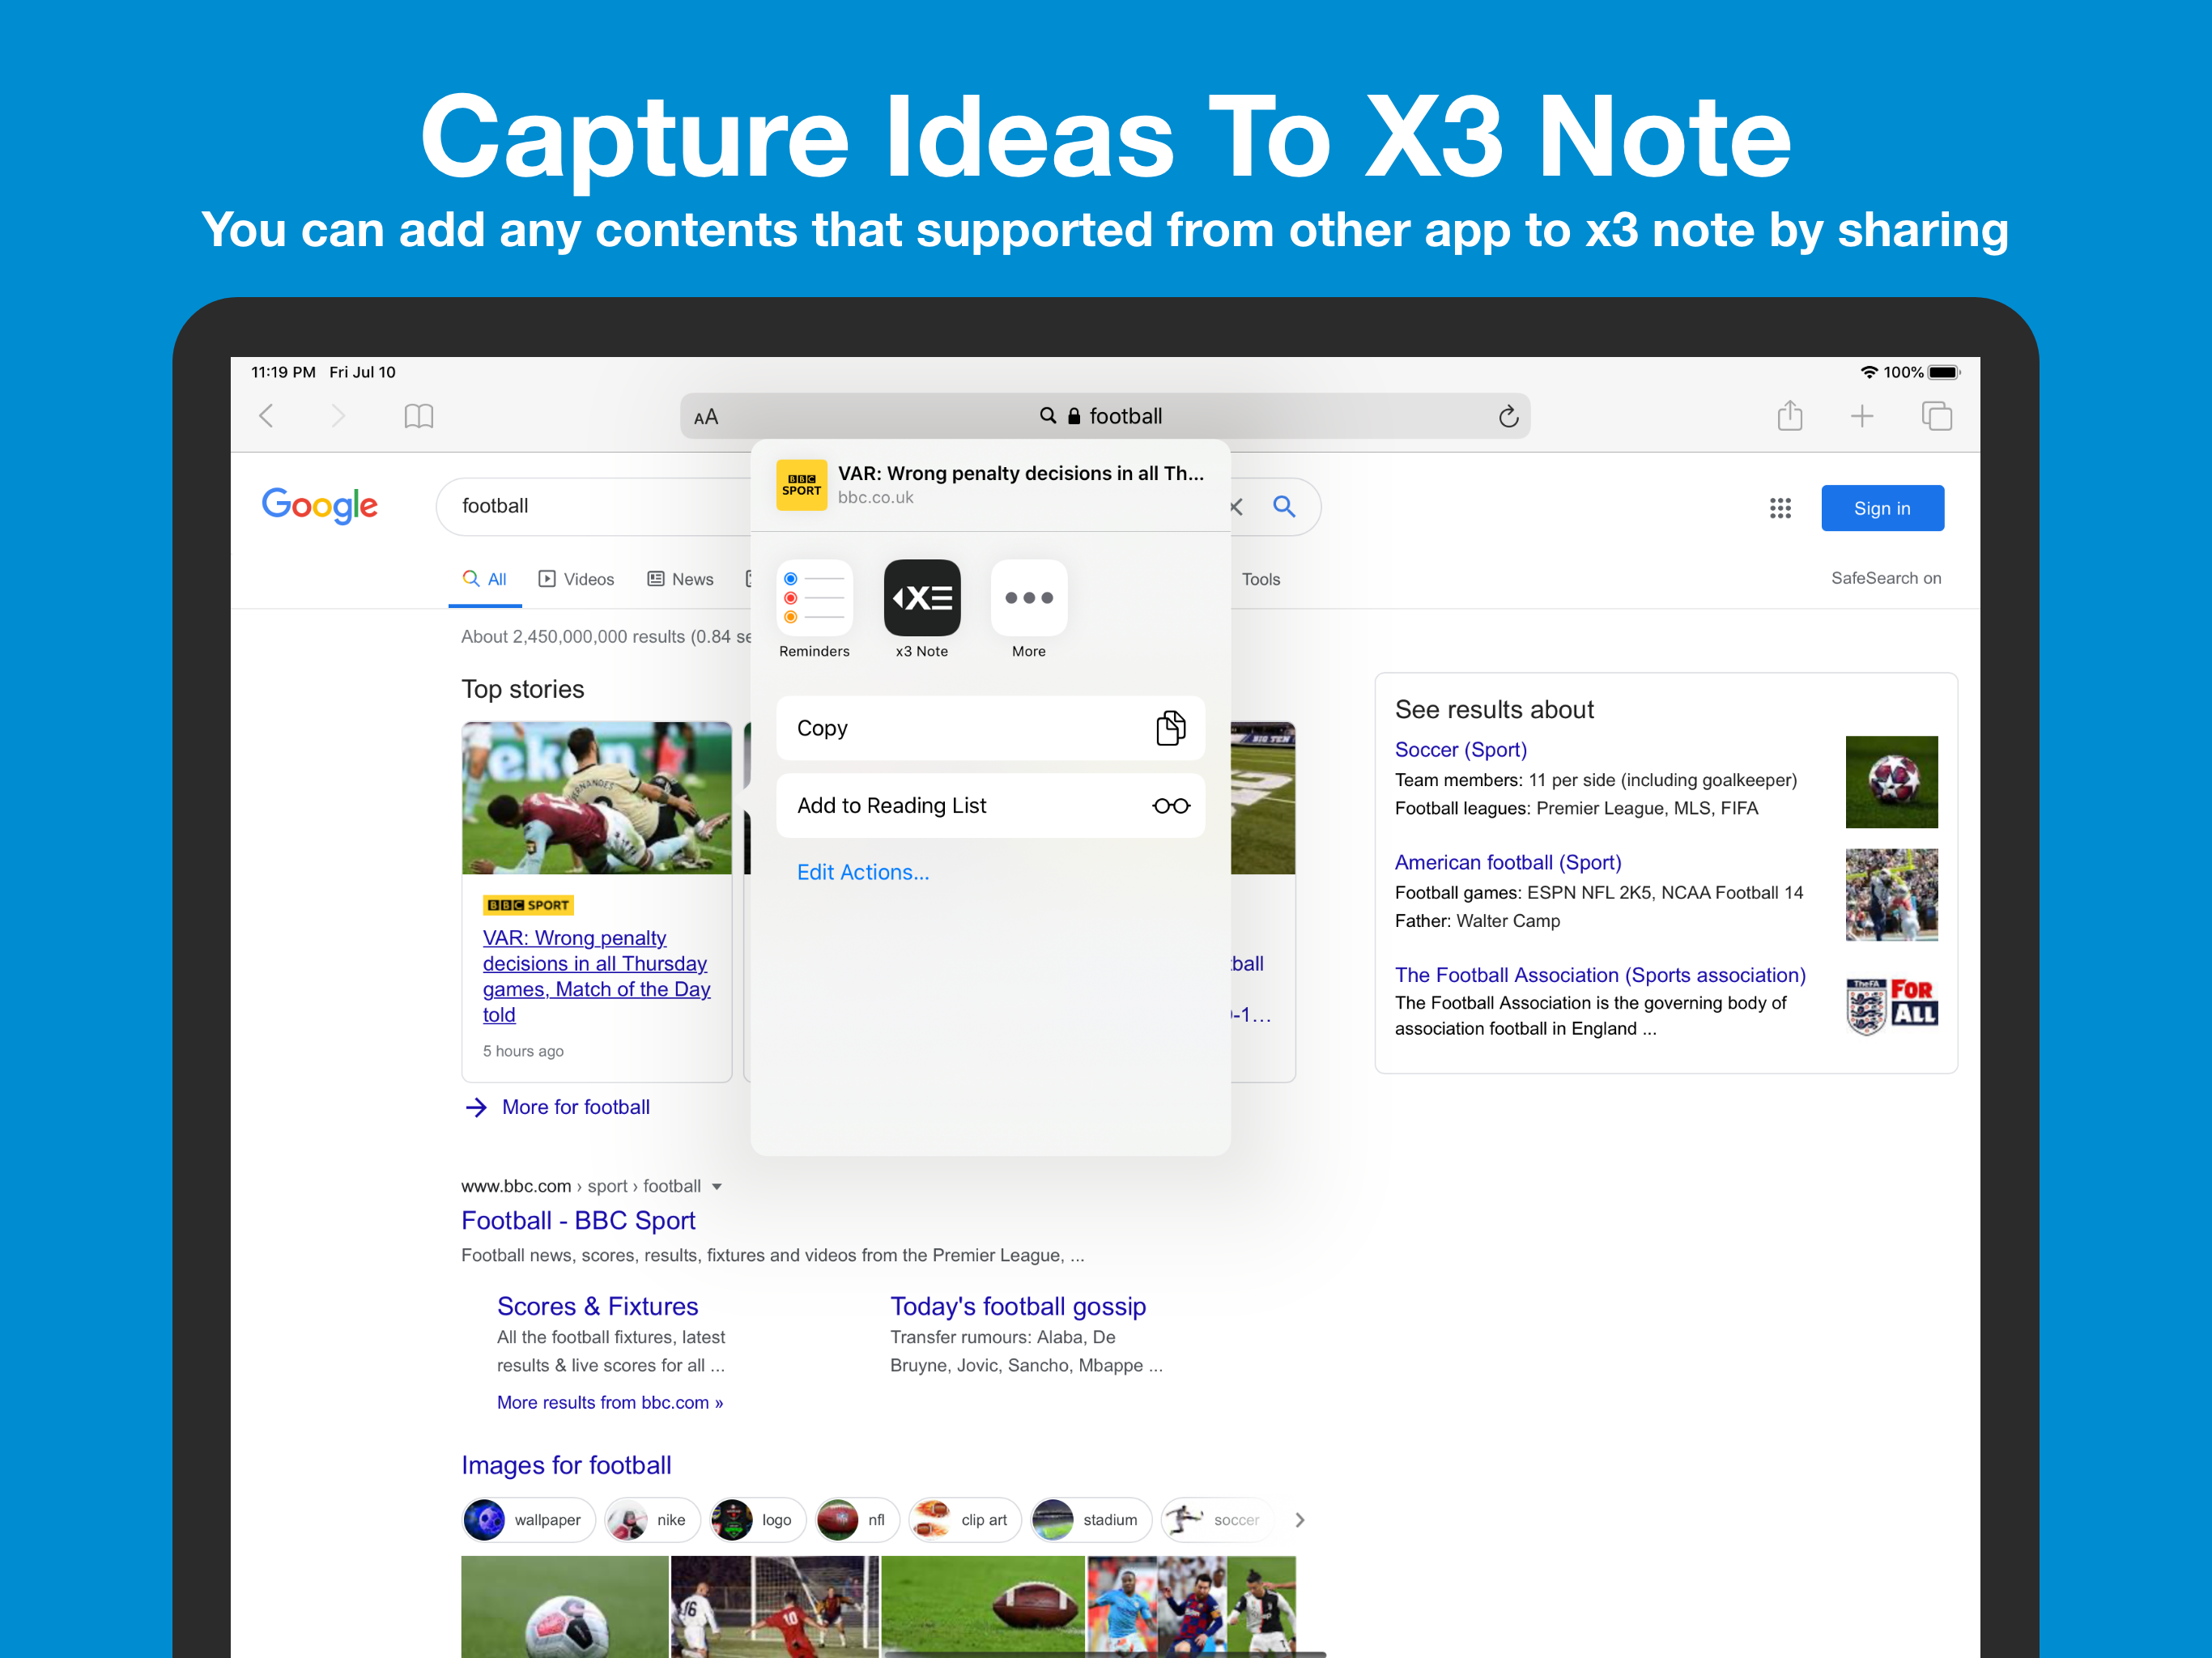 Capture Ideas To X3 Note
You can add any contents that supported from other app to x3 note by sharing
11:19 PM Fri Jul 10
100%
AA
football
Google
football
Sign in
BBC SPORT
VAR: Wrong penalty decisions in all Th...
bbc.co.uk
All
Videos
News
Tools
SafeSearch on
Reminders
x3 Note
More
About 2,450,000,000 results (0.84 se
Top stories
Copy
Add to Reading List
Edit Actions...
eken
FERNANDES
BIG TEN
BBC SPORT
VAR: Wrong penalty
decisions in all Thursday
games, Match of the Day
told
5 hours ago
tball
-1...
More for football
See results about
Soccer (Sport)
Team members: 11 per side (including goalkeeper)
Football leagues: Premier League, MLS, FIFA
American football (Sport)
Football games: ESPN NFL 2K5, NCAA Football 14
Father: Walter Camp
The Football Association (Sports association)
The Football Association is the governing body of
association football in England ...
TheFA
FOR
ALL
www.bbc.com › sport › football
Football - BBC Sport
Football news, scores, results, fixtures and videos from the Premier League, ...
Scores & Fixtures
All the football fixtures, latest
results & live scores for all ...
Today's football gossip
Transfer rumours: Alaba, De
Bruyne, Jovic, Sancho, Mbappe ...
More results from bbc.com »
Images for football
wallpaper
nike
logo
nfl
clip art
stadium
soccer
16
10